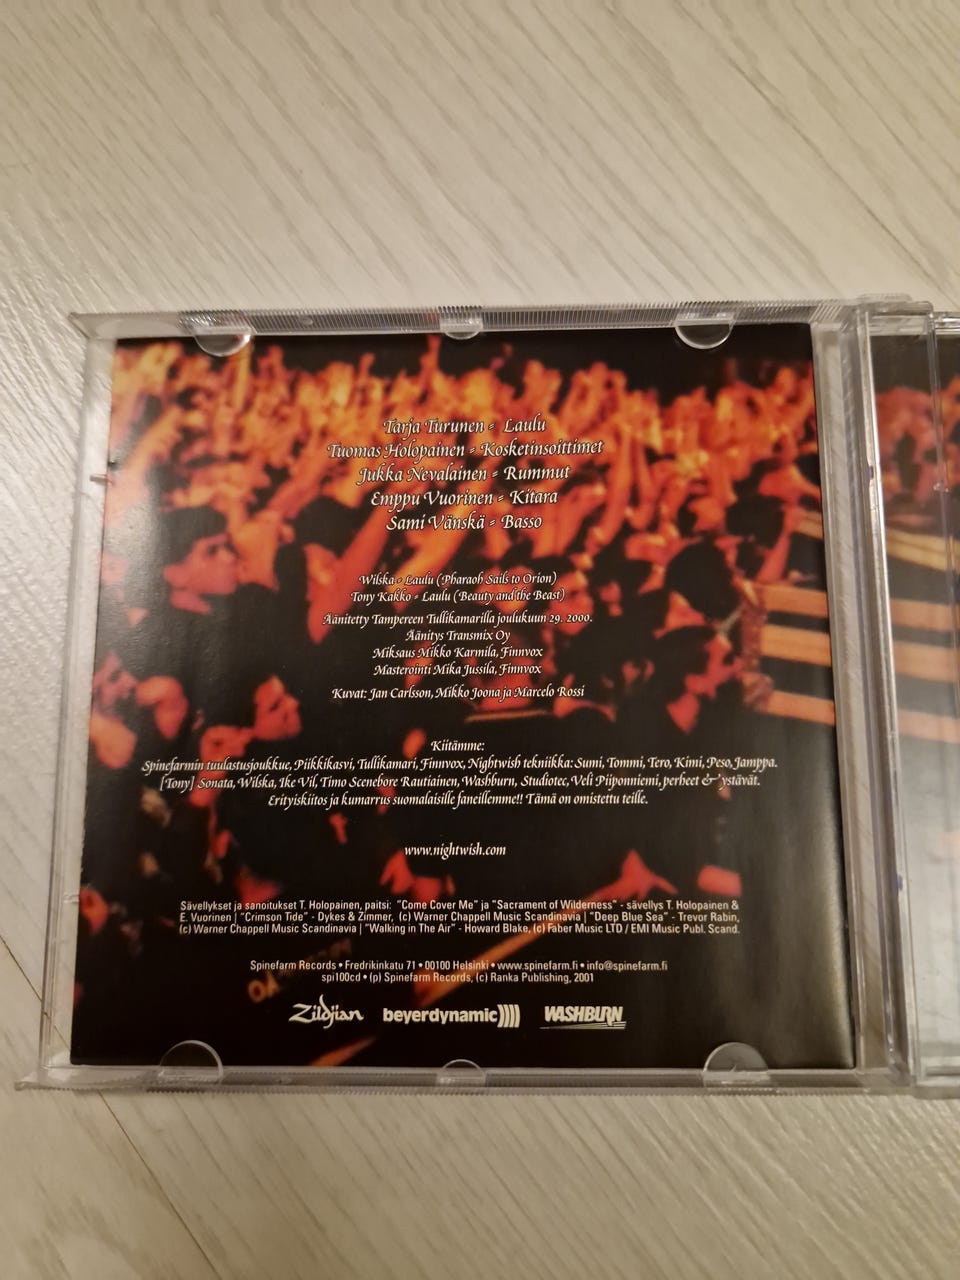 Tarja Turunen - Laulu
Tuomas Holopainen - Kosketinsoittimet
Jukka Nevalainen - Rummut
Emppu Vuorinen - Kitara
Sami Vänskä - Basso
Wilska - Laulu (Pharaoh Sails to Orion)
Tony Kakko - Laulu (Beauty and the Beast)
Äänitetty Tampereen Tullikamarilla joulukuun 29. 2000.
Äänitys Transmix Oy
Miksaus Mikko Karmila, Finnvox
Masterointi Mika Jussila, Finnvox
Kuvat: Jan Carlsson, Mikko Joona ja Marcelo Rossi
Kiitämme:
Spinefarmin tuulastusjoukkue, Piikkikasvi, Tullikamari, Finnvox, Nightwish tekniikka: Sumi, Tommi, Tero, Kimi, Peso, Jamppa.
[Tony] Sonata, Wilska, Ike Vil, Timo Scenebore Rautiainen, Washburn, Studiotec, Veli Piiponniemi, perheet & ystävät.
Erityiskiitos ja kumarrus suomalaisille faneillemme!! Tämä on omistettu teille.
www.nightwish.com
Sävellykset ja sanoitukset T. Holopainen, paitsi: "Come Cover Me" ja "Sacrament of Wilderness" - sävellys T. Holopainen &
E. Vuorinen | "Crimson Tide" - Dykes & Zimmer, (c) Warner Chappell Music Scandinavia | "Deep Blue Sea" - Trevor Rabin,
(c) Warner Chappell Music Scandinavia | "Walking in The Air" - Howard Blake, (c) Faber Music LTD / EMI Music Publ. Scand.
Spinefarm Records • Fredrikinkatu 71 • 00100 Helsinki • www.spinefarm.fi • info@spinefarm.fi
spi100cd • (p) Spinefarm Records, (c) Ranka Publishing, 2001
Zildjian beyerdynamic WASHBURN